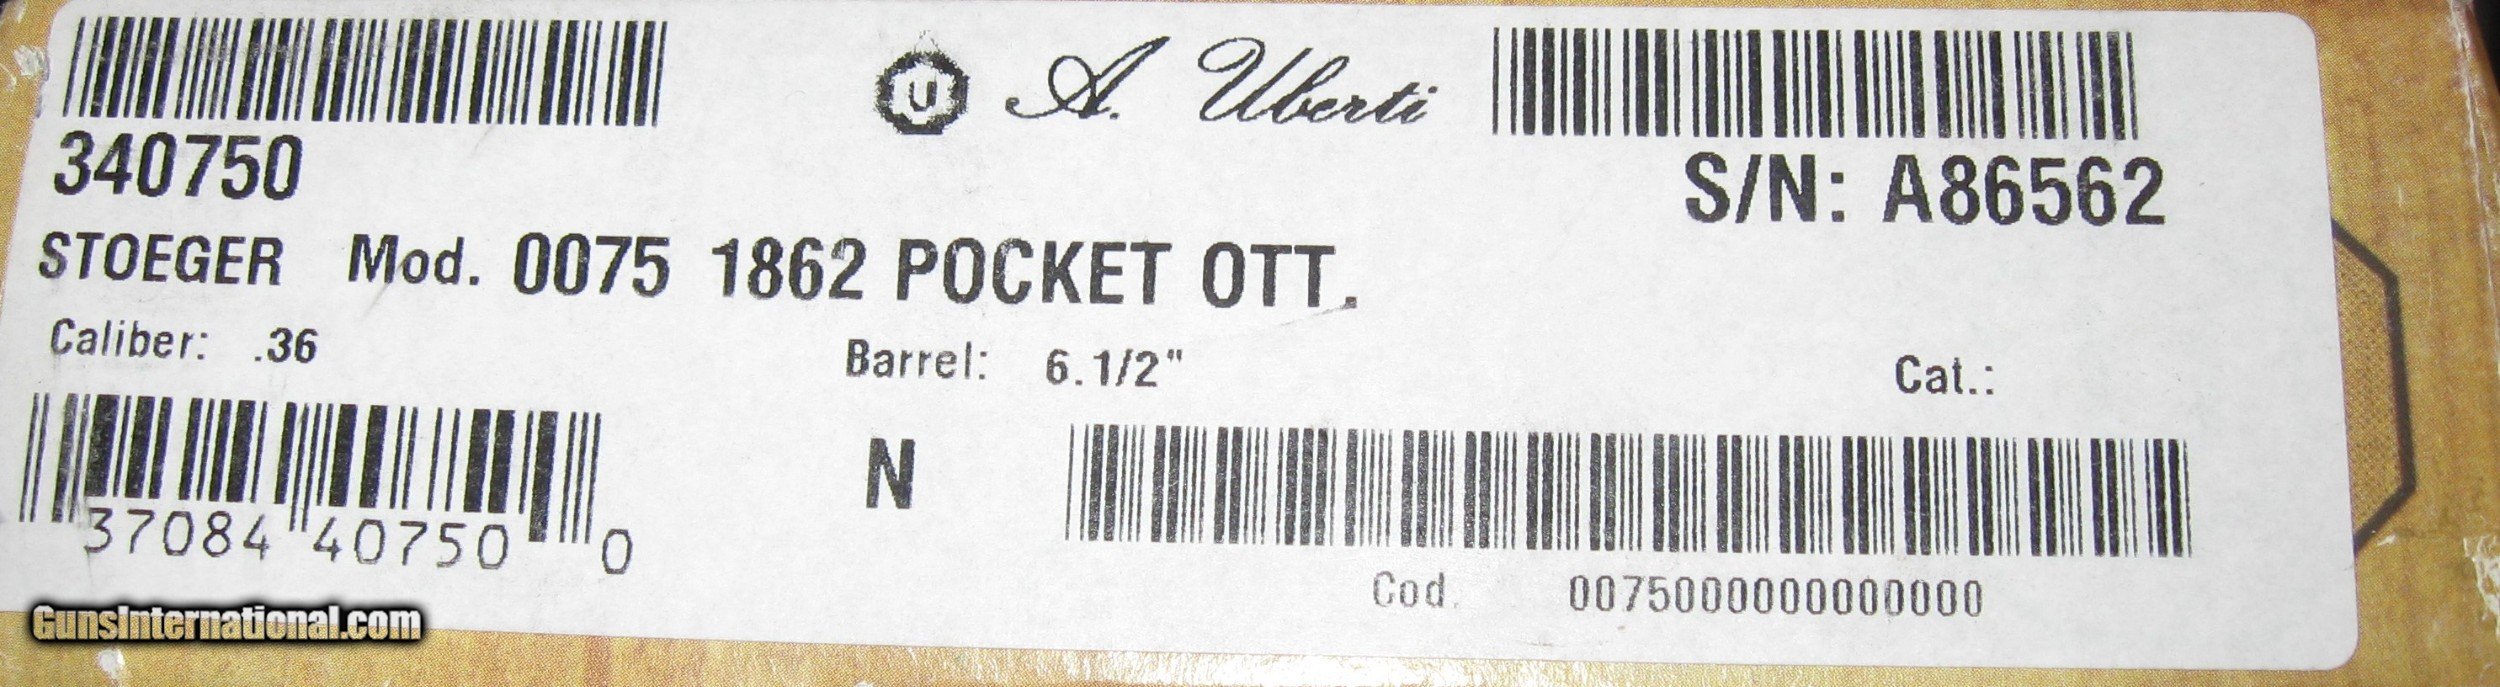 U A. Uberti
340750
S/N: A86562
STOEGER Mod. 0075 1862 POCKET OTT.
Caliber: .36 Barrel: 6.1/2" Cat.:
N
37084 40750 0
Cod. 0075000000000000
GunsInternational.com